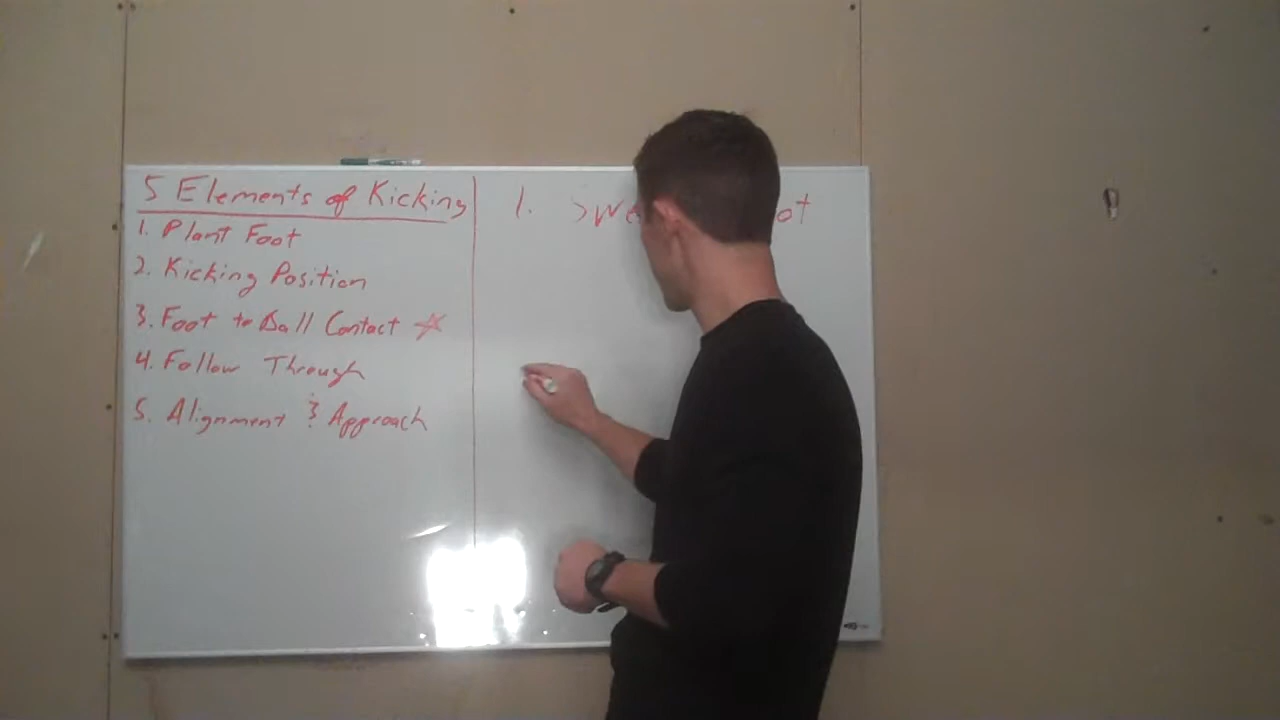 5 Elements of Kicking
1. Plant Foot
2. Kicking Position
3. Foot to Ball Contact ☆
4. Follow Through
5. Alignment & Approach
1.